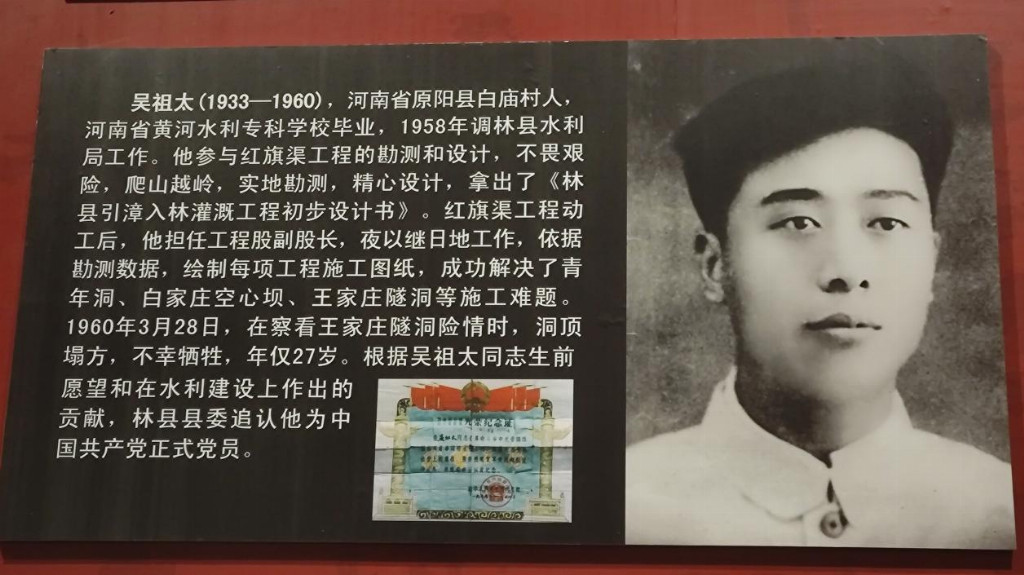 吴祖太(1933—1960)，河南省原阳县白庙村人，
河南省黄河水利专科学校毕业，1958年调林县水利
局工作。他参与红旗渠工程的勘测和设计，不畏艰
险，爬山越岭，实地勘测，精心设计，拿出了《林
县引漳入林灌溉工程初步设计书》。红旗渠工程动
工后，他担任工程股副股长，夜以继日地工作，依据
勘测数据，绘制每项工程施工图纸，成功解决了青
年洞、白家庄空心坝、王家庄隧洞等施工难题。
1960年3月28日，在察看王家庄隧洞险情时，洞顶
塌方，不幸牺牲，年仅27岁。根据吴祖太同志生前
愿望和在水利建设上作出的
贡献，林县县委追认他为中
国共产党正式党员。